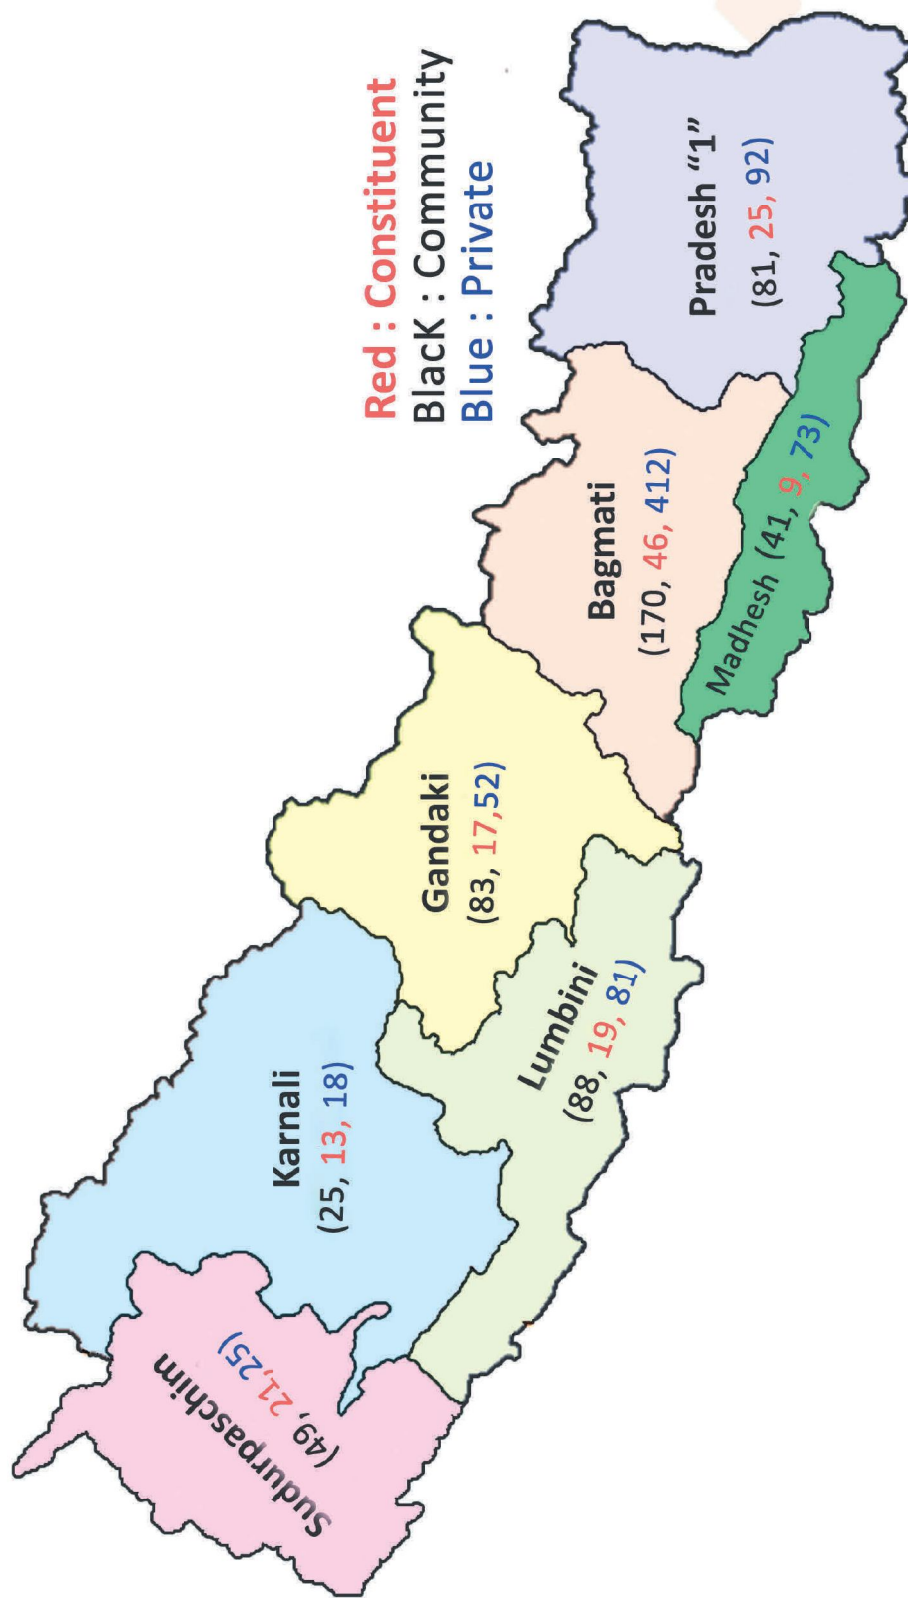 Red : Constituent
BlacK : Community
Blue : Private
Sudurpaschim
(49, 21,25)
Karnali
(25, 13, 18)
Gandaki
(83, 17,52)
Lumbini
(88, 19, 81)
Bagmati
(170, 46, 412)
Madhesh (41, 9, 73)
Pradesh “1”
(81, 25, 92)